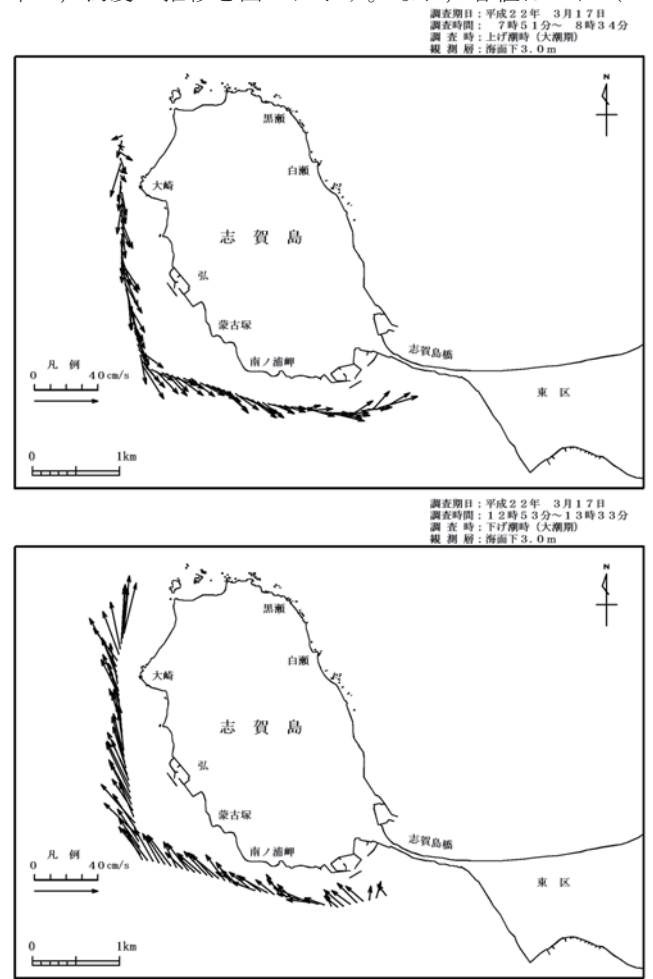 調査期日：平成２２年　３月１７日
調査時間：　７時５１分～　８時３４分
調 査 時：上げ潮時（大潮期）
観 測 層：海面下３．０ｍ
N
黒瀬
白瀬
大崎
志 賀 島
弘
蒙古塚
志賀島橋
南ノ浦岬
凡 例
0 40 cm/s
東 区
0 1km
調査期日：平成２２年　３月１７日
調査時間：１２時５３分～１３時３３分
調 査 時：下げ潮時（大潮期）
観 測 層：海面下３．０ｍ
N
黒瀬
白瀬
大崎
志 賀 島
弘
蒙古塚
志賀島橋
南ノ浦岬
凡 例
0 40 cm/s
東 区
0 1km